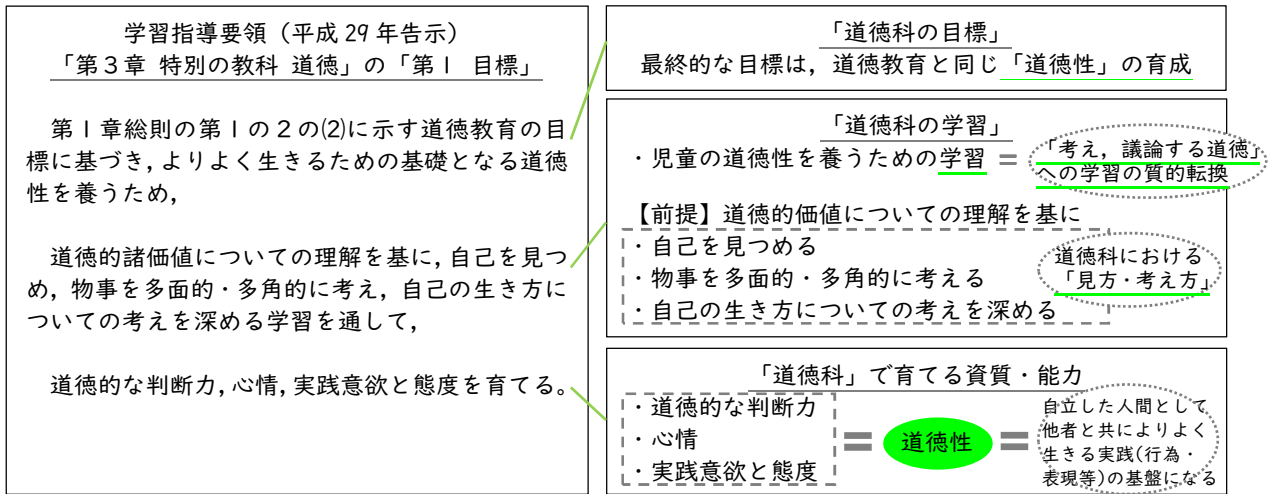 学習指導要領（平成29年告示）
「第３章 特別の教科 道徳」の「第１ 目標」
第１章総則の第１の２の⑵に示す道徳教育の目
標に基づき，よりよく生きるための基礎となる道徳
性を養うため，
道徳的諸価値についての理解を基に，自己を見つ
め，物事を多面的・多角的に考え，自己の生き方に
ついての考えを深める学習を通して，
道徳的な判断力，心情，実践意欲と態度を育てる。
「道徳科の目標」
最終的な目標は，道徳教育と同じ「道徳性」の育成
「道徳科の学習」
・児童の道徳性を養うための学習 ＝
「考え，議論する道徳」
への学習の質的転換
【前提】道徳的価値についての理解を基に
・自己を見つめる
・物事を多面的・多角的に考える
・自己の生き方についての考えを深める
道徳科における
「見方・考え方」
「道徳科」で育てる資質・能力
・道徳的な判断力
・心情
・実践意欲と態度
＝ 道徳性 ＝
自立した人間として
他者と共によりよく
生きる実践(行為・
表現等)の基盤になる